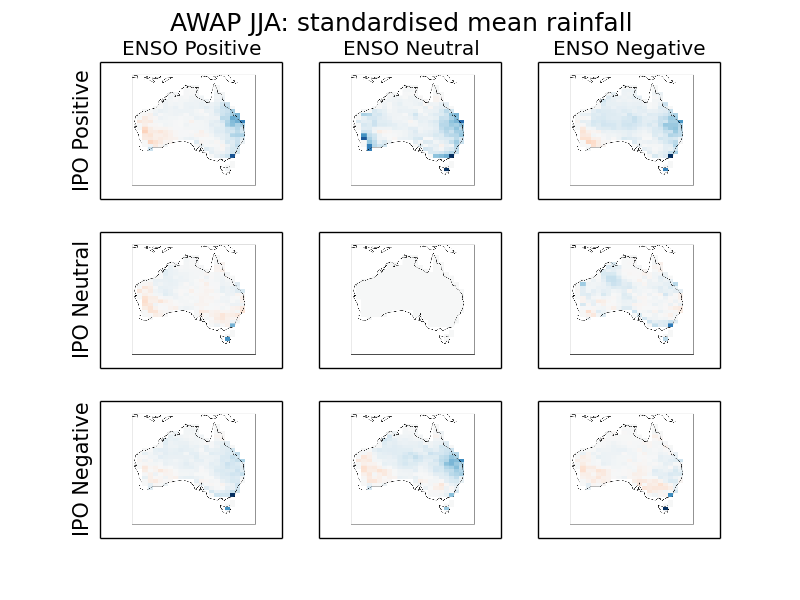 AWAP JJA: standardised mean rainfall
ENSO Positive
ENSO Neutral
ENSO Negative
IPO Positive
IPO Neutral
IPO Negative